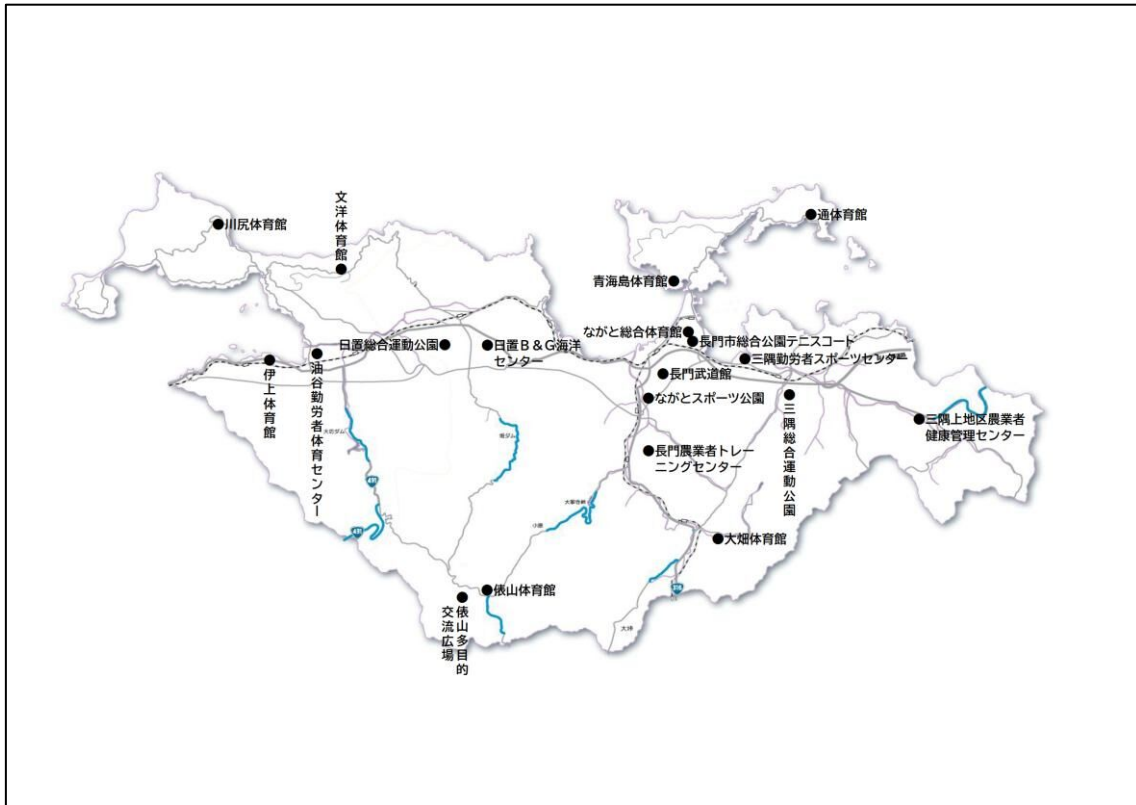 川尻体育館
文洋体育館
通体育館
青海島体育館
ながと総合体育館
長門市総合公園テニスコート
日置総合運動公園
日置B&G海洋
センター
三隅勤労者スポーツセンター
伊上体育館
油谷勤労者体育センター
長門武道館
ながとスポーツ公園
三隅総合運動公園
三隅上地区農業者
健康管理センター
長門農業者トレー
ニングセンター
大畑体育館
俵山体育館
俵山多目的
交流広場